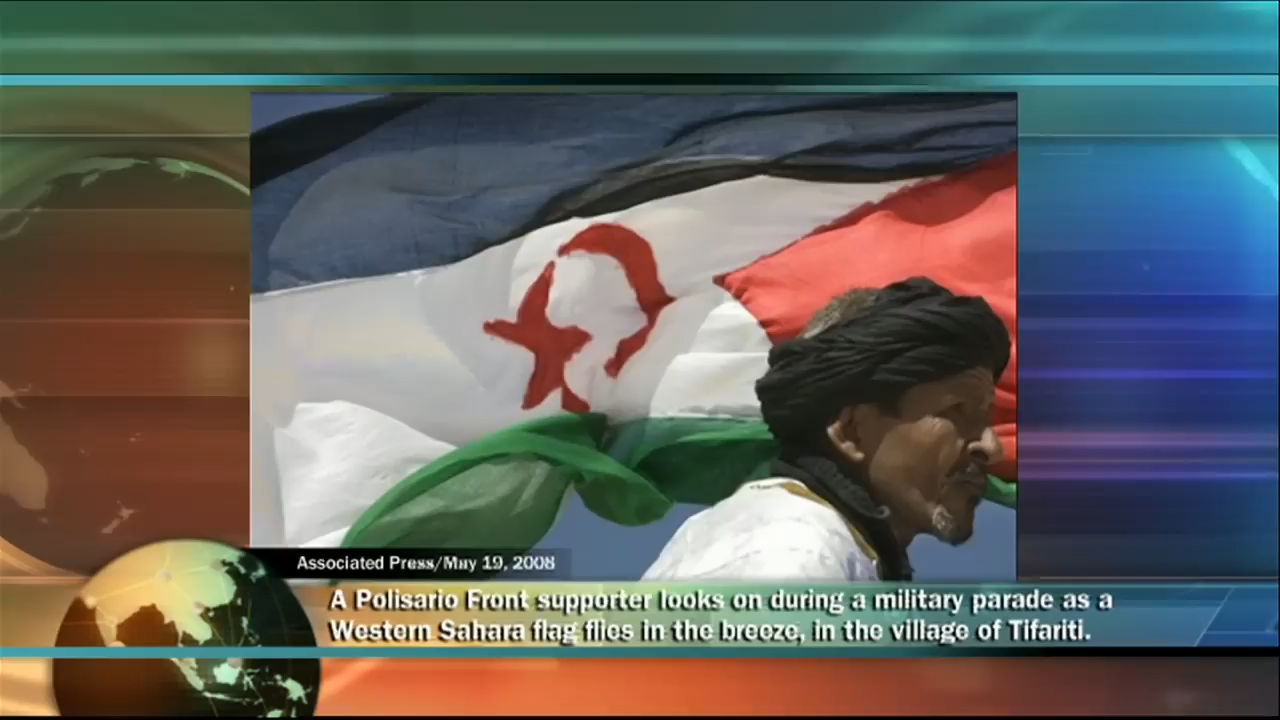 Associated Press/May 19, 2008
A Polisario Front supporter looks on during a military parade as a
Western Sahara flag flies in the breeze, in the village of Tifariti.